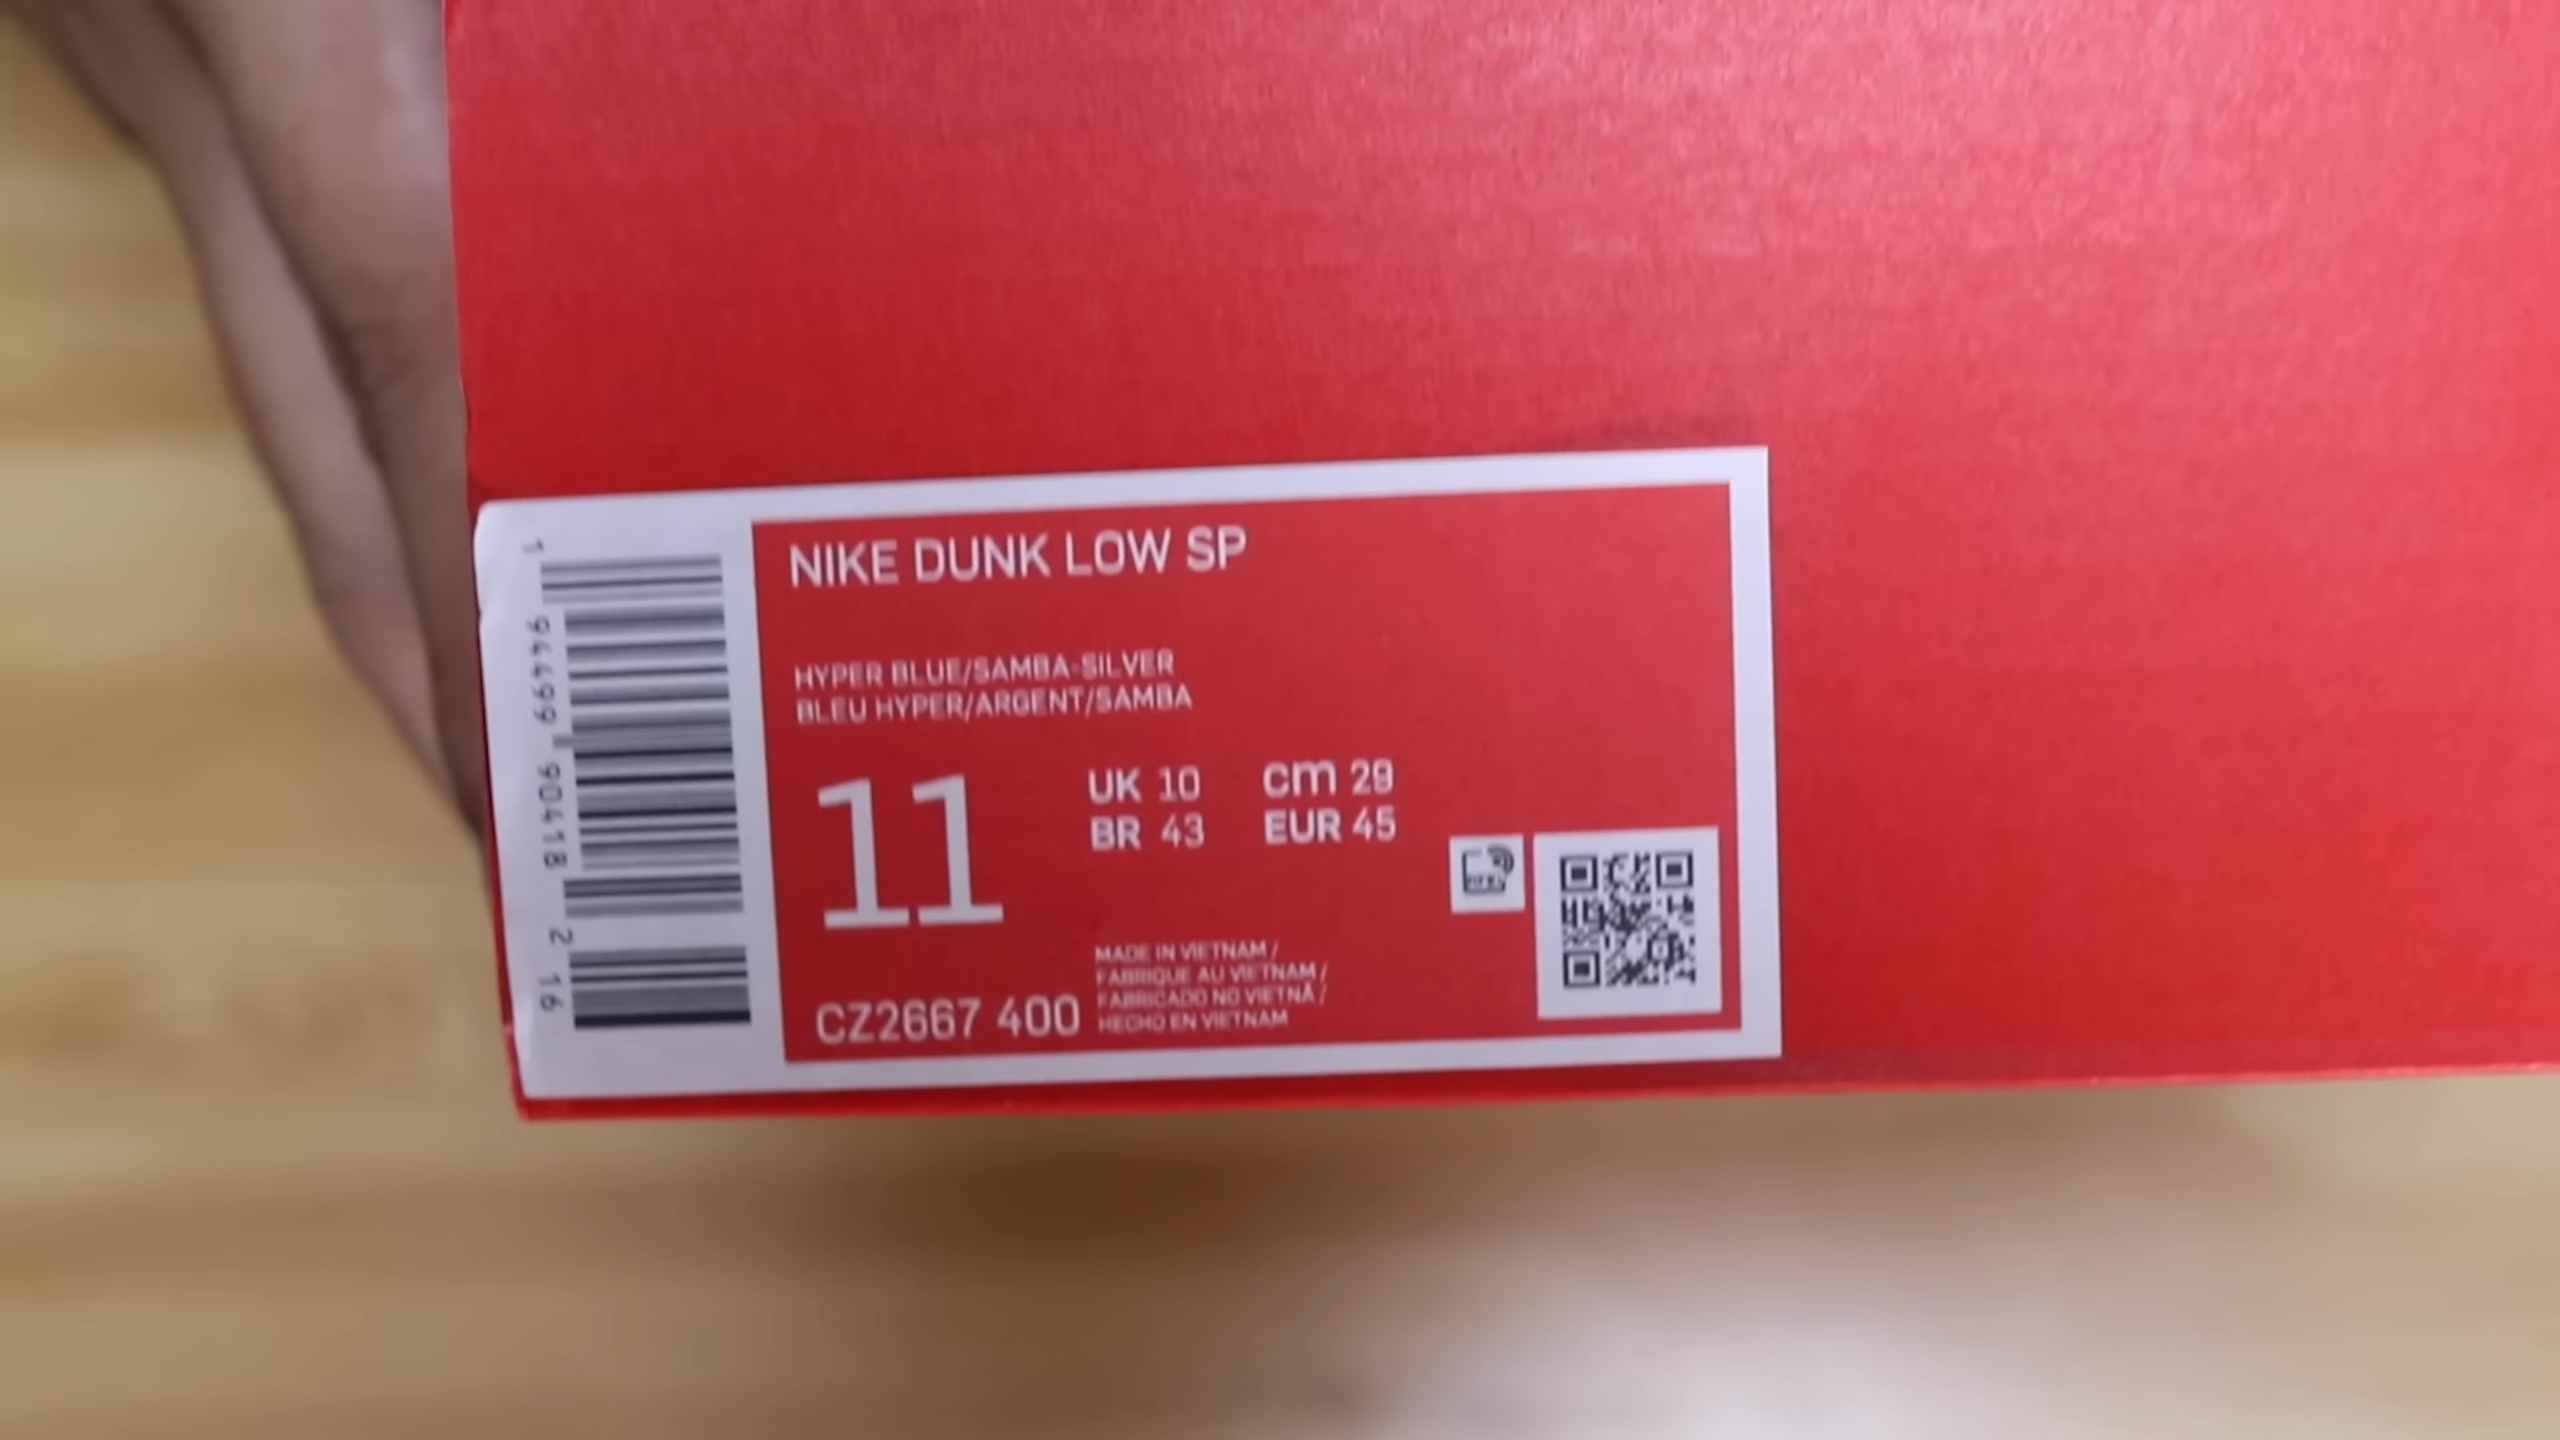 NIKE DUNK LOW SP
HYPER BLUE/SAMBA-SILVER
BLEU HYPER/ARGENT/SAMBA
11
UK 10 cm 29
BR 43 EUR 45
MADE IN VIETNAM /
FABRIQUE AU VIETNAM /
FABRICADO NO VIETNÃ /
HECHO EN VIETNAM
CZ2667 400
1 94499 90418 2 16